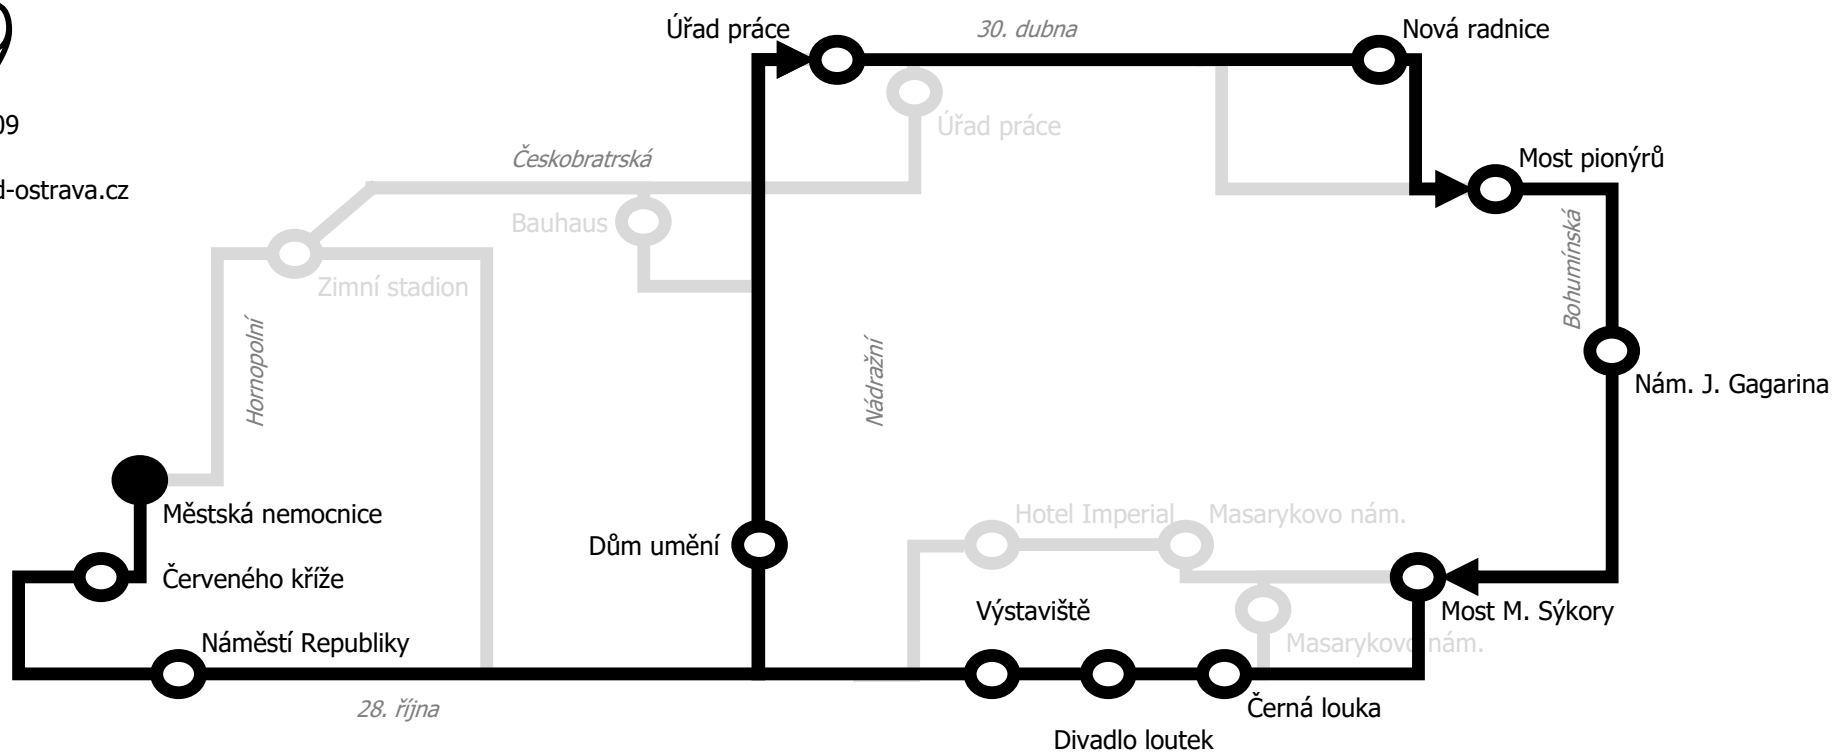 9
Úřad práce
30. dubna
Nová radnice
09
Úřad práce
Českobratrská
Most pionýrů
d-ostrava.cz
Bauhaus
Bohumínská
Zimní stadion
Hornopolní
Nádražní
Nám. J. Gagarina
Městská nemocnice
Hotel Imperial
Masarykovo nám.
Dům umění
Červeného kříže
Výstaviště
Most M. Sýkory
Náměstí Republiky
Masarykovo nám.
28. října
Černá louka
Divadlo loutek